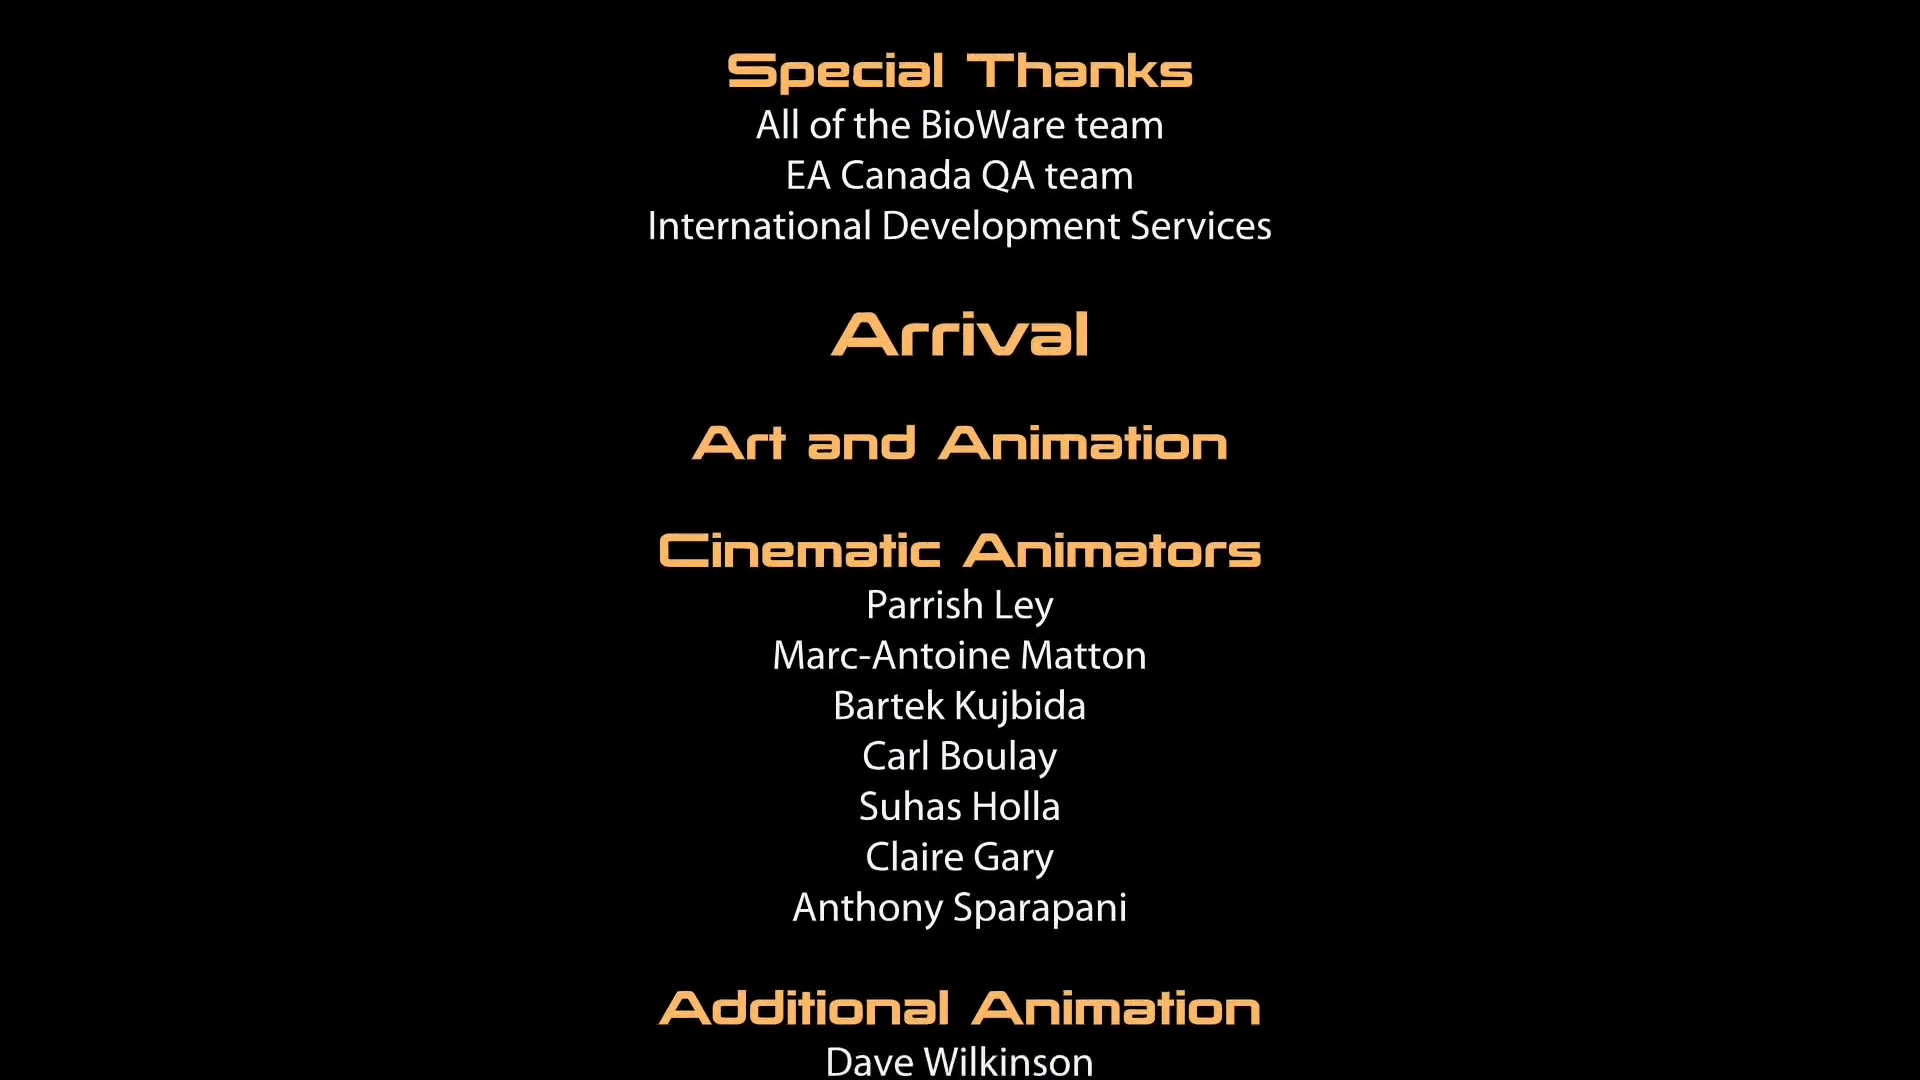 Special Thanks
All of the BioWare team
EA Canada QA team
International Development Services
Arrival
Art and Animation
Cinematic Animators
Parrish Ley
Marc-Antoine Matton
Bartek Kujbida
Carl Boulay
Suhas Holla
Claire Gary
Anthony Sparapani
Additional Animation
Dave Wilkinson